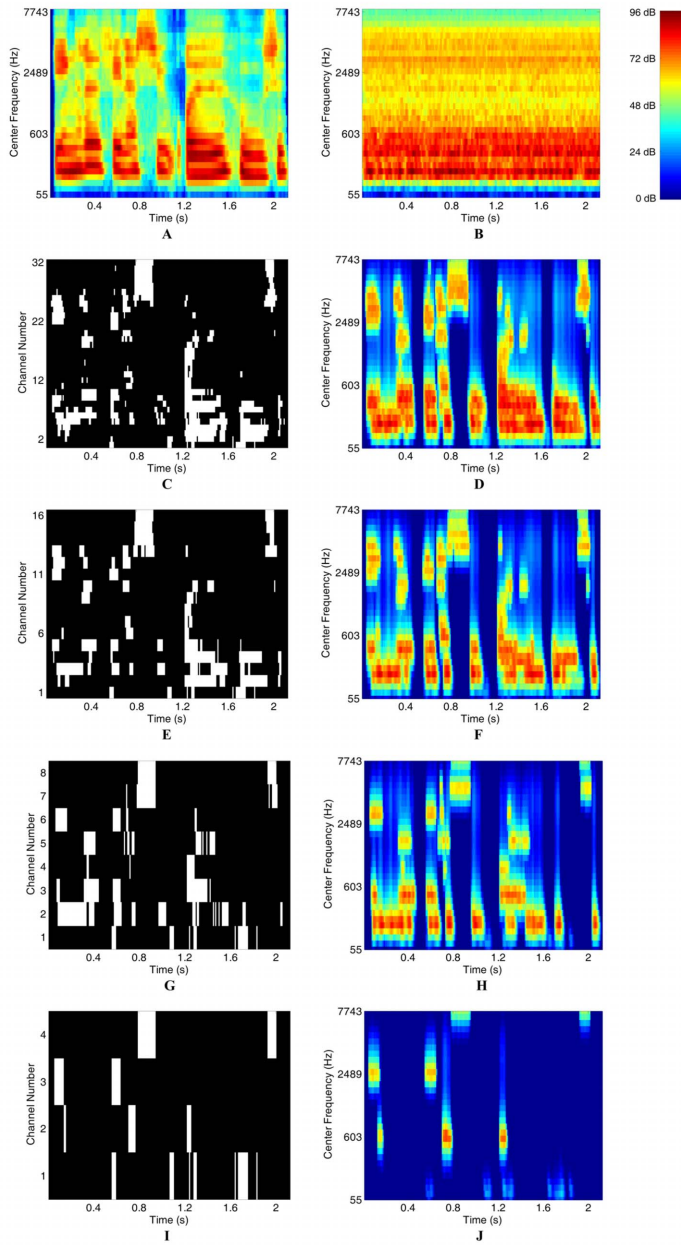 7743
2489
603
55
Center Frequency (Hz)
0.4 0.8 1.2 1.6 2
Time (s)
A
7743
2489
603
55
Center Frequency (Hz)
0.4 0.8 1.2 1.6 2
Time (s)
B
96 dB
72 dB
48 dB
24 dB
0 dB
32
22
12
2
Channel Number
0.4 0.8 1.2 1.6 2
Time (s)
C
7743
2489
603
55
Center Frequency (Hz)
0.4 0.8 1.2 1.6 2
Time (s)
D
16
11
6
1
Channel Number
0.4 0.8 1.2 1.6 2
Time (s)
E
7743
2489
603
55
Center Frequency (Hz)
0.4 0.8 1.2 1.6 2
Time (s)
F
8
7
6
5
4
3
2
1
Channel Number
0.4 0.8 1.2 1.6 2
Time (s)
G
7743
2489
603
55
Center Frequency (Hz)
0.4 0.8 1.2 1.6 2
Time (s)
H
4
3
2
1
Channel Number
0.4 0.8 1.2 1.6 2
Time (s)
I
7743
2489
603
55
Center Frequency (Hz)
0.4 0.8 1.2 1.6 2
Time (s)
J